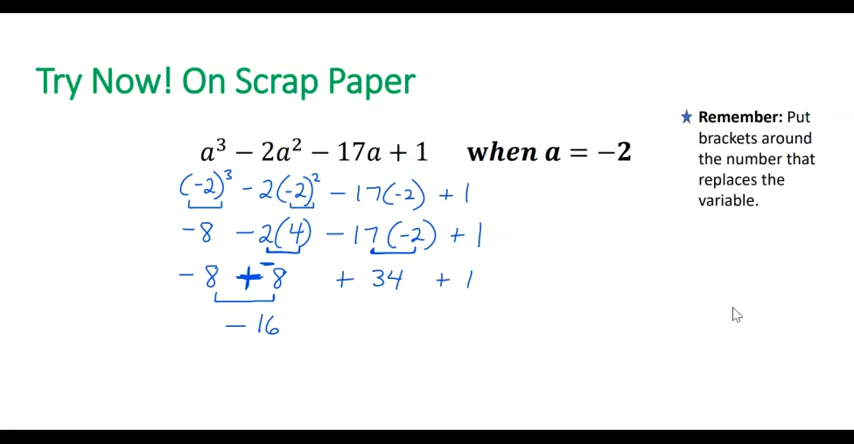 Try Now! On Scrap Paper
a³ − 2a² − 17a + 1 when a = −2
★ Remember: Put
brackets around
the number that
replaces the
variable.
(-2)³ - 2(-2)² - 17(-2) + 1
-8 - 2(4) - 17(-2) + 1
-8 + -8 + 34 + 1
-16